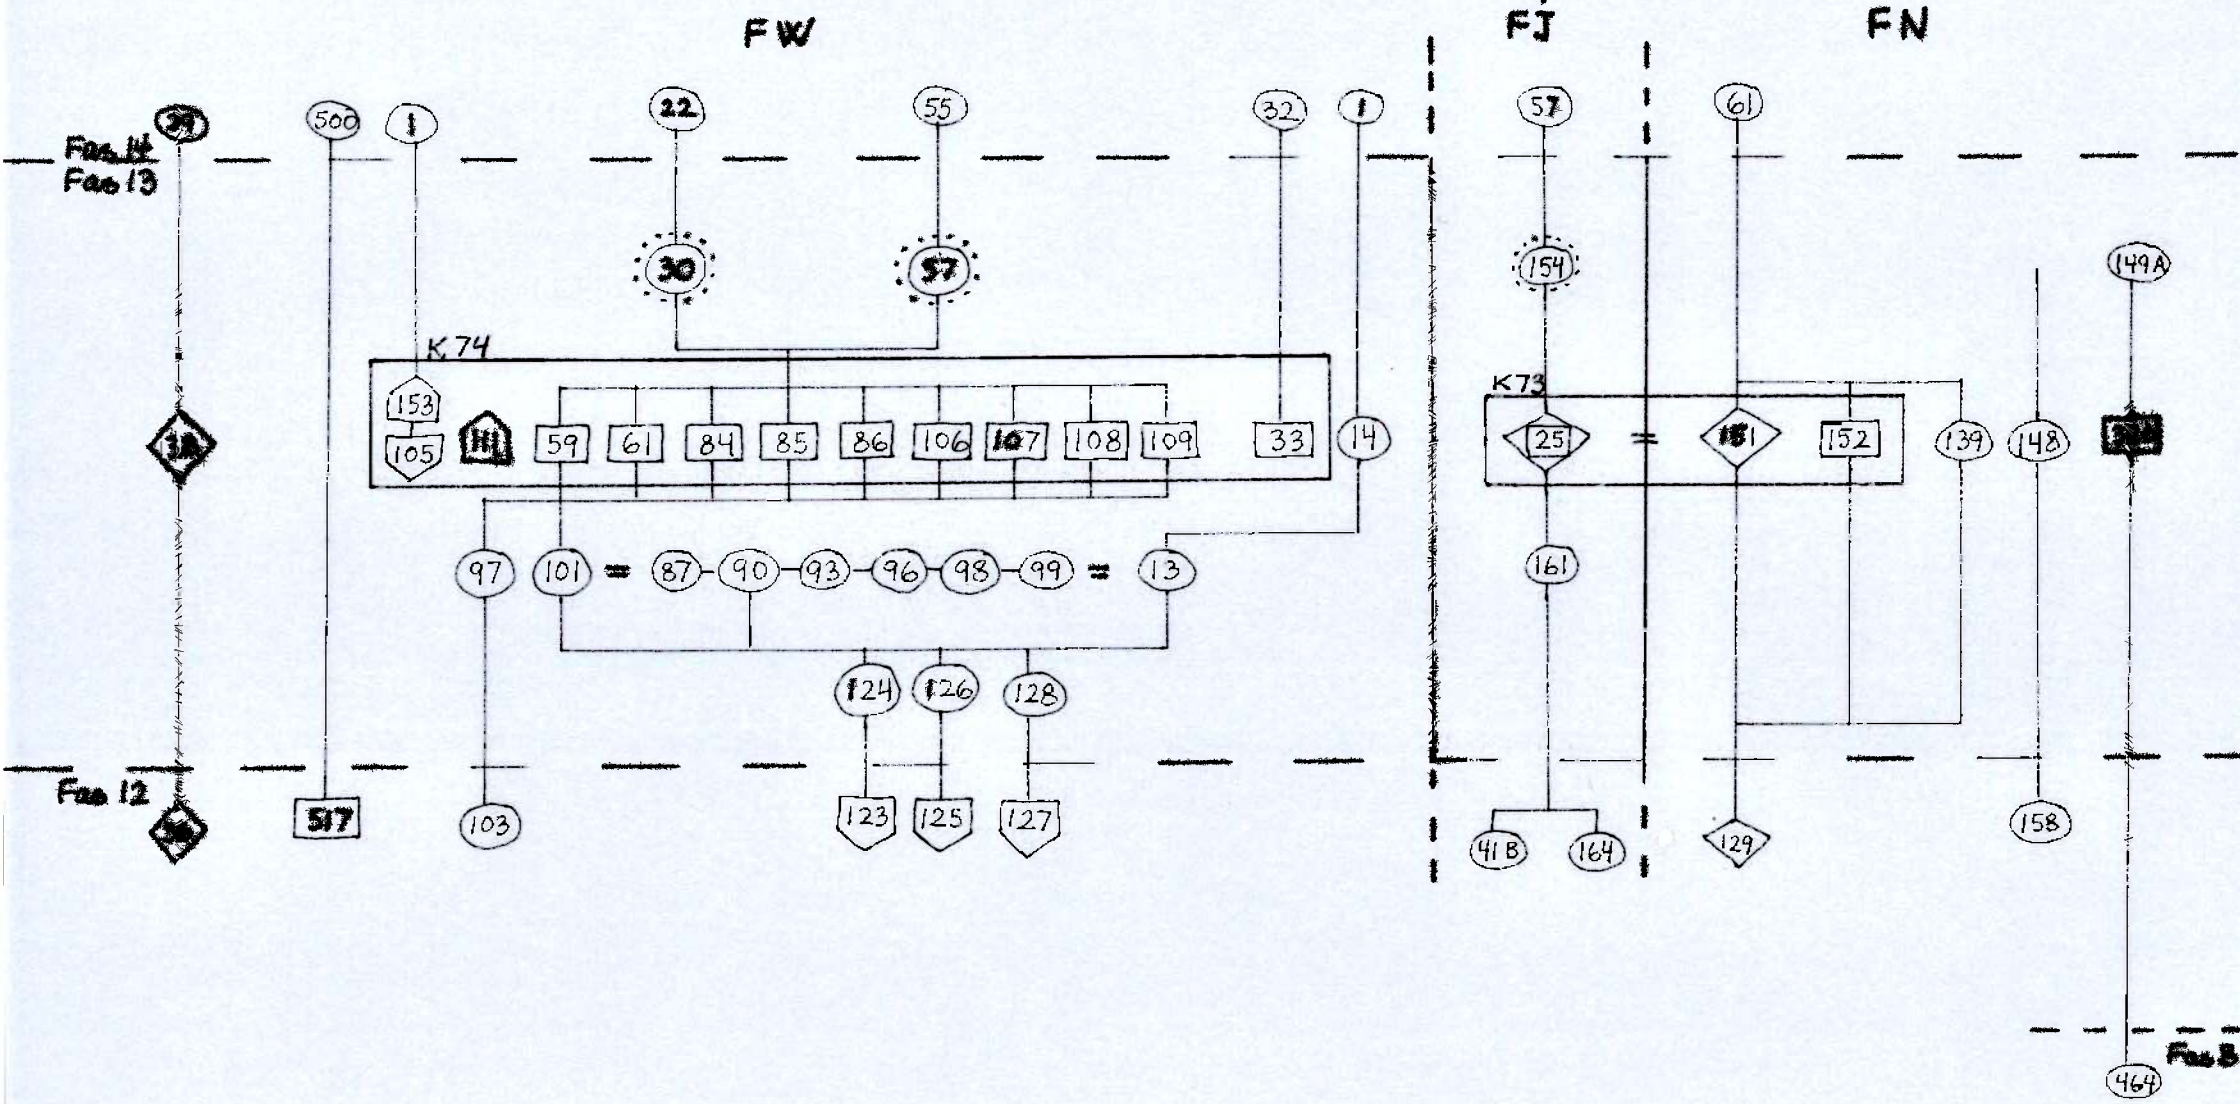 FW FJ FN
500 1 22 55 32 1 57 61
Fas 14
Fas 13
30 57 154 149A
K 74
K73
153
105 59 61 84 85 86 106 107 108 109 33 14 25 = 151 152 139 148
97 101 = 87 90 93 96 98 99 = 13 161
124 126 128
Fas 12
517 103 123 125 127 41B 164 129 158
Fas 8
464